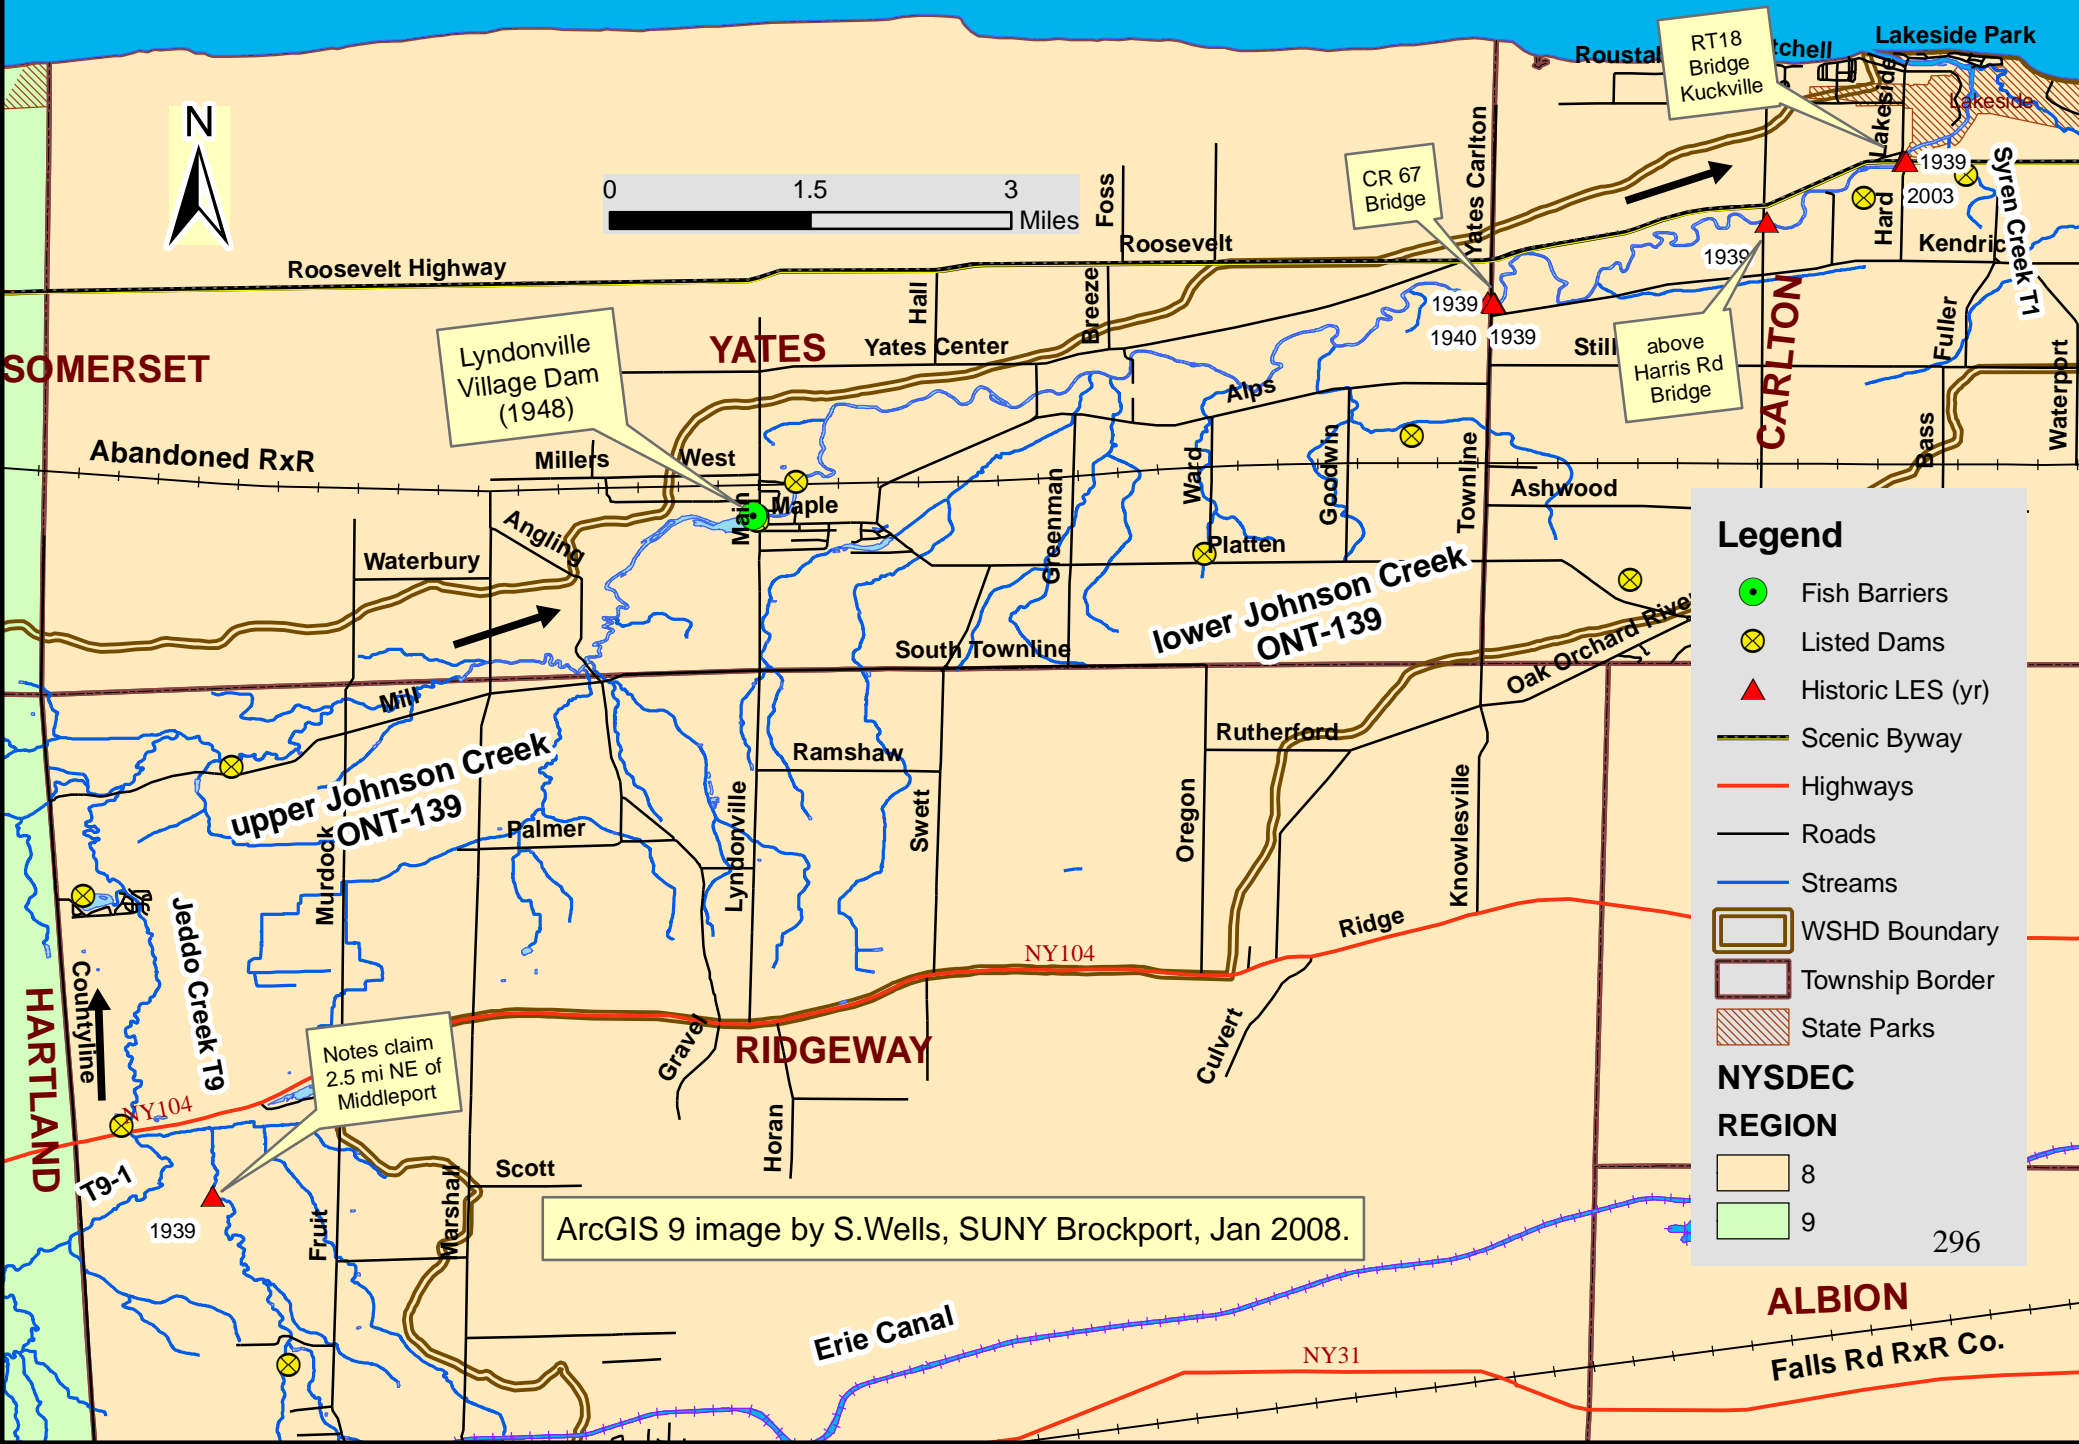 Lakeside Park
RT18
Bridge
Kuckville
Lakeside
Lakeside
N
0 1.5 3
Miles
Foss
Yates Carlton
CR 67
Bridge
1939
2003
Syren Creek T1
Hard
Kendric
Roosevelt
Roosevelt Highway
1939
Hall
Breeze
1939
1940
1939
Lyndonville
Village Dam
(1948)
YATES
Yates Center
SOMERSET
Still
above
Harris Rd
Bridge
CARLTON
Fuller
Waterport
Bass
Alps
Abandoned RxR
Millers
West
Main
Maple
Angling
Waterbury
Greenman
Ward
Goodwin
Townline
Ashwood
Platten
lower Johnson Creek
ONT-139
South Townline
Oak Orchard River
Mill
upper Johnson Creek
ONT-139
Murdock
Palmer
Lyndonville
Ramshaw
Swett
Rutherford
Oregon
Knowlesville
Ridge
NY104
Jeddo Creek T9
Countyline
HARTLAND
Notes claim
2.5 mi NE of
Middleport
NY104
T9-1
1939
Gravel
RIDGEWAY
Culvert
Horan
Scott
Marshall
Fruit
ArcGIS 9 image by S.Wells, SUNY Brockport, Jan 2008.
Erie Canal
NY31
ALBION
Falls Rd RxR Co.
Legend
Fish Barriers
Listed Dams
Historic LES (yr)
Scenic Byway
Highways
Roads
Streams
WSHD Boundary
Township Border
State Parks
NYSDEC
REGION
8
9
296